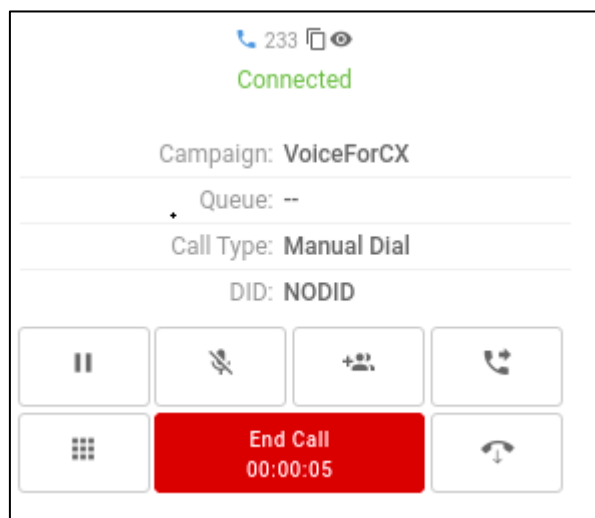 233
Connected
Campaign: VoiceForCX
Queue: --
Call Type: Manual Dial
DID: NODID
End Call
00:00:05